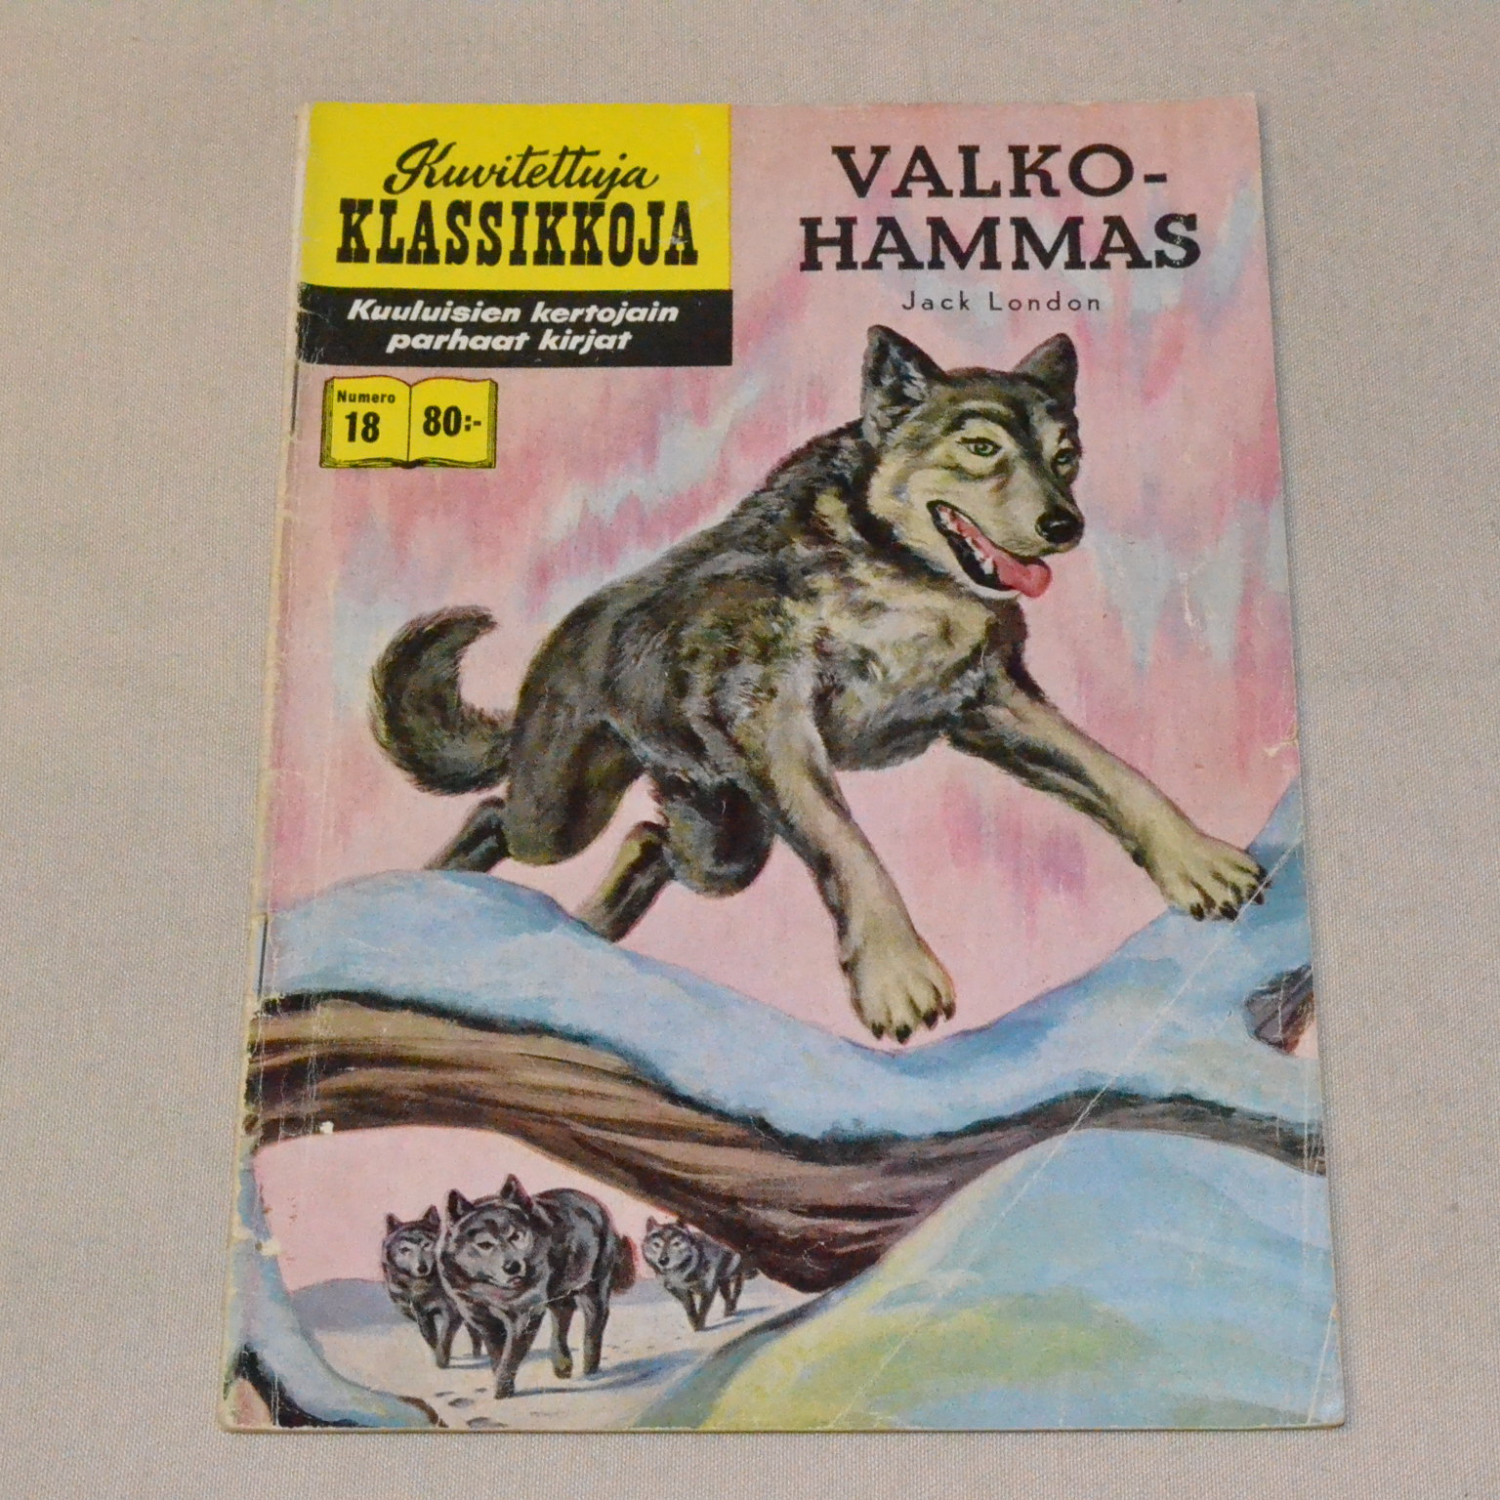 Kuvitettuja
KLASSIKKOJA
Kuuluisien kertojain
parhaat kirjat
Numero
18
80:-
VALKO-
HAMMAS
Jack London